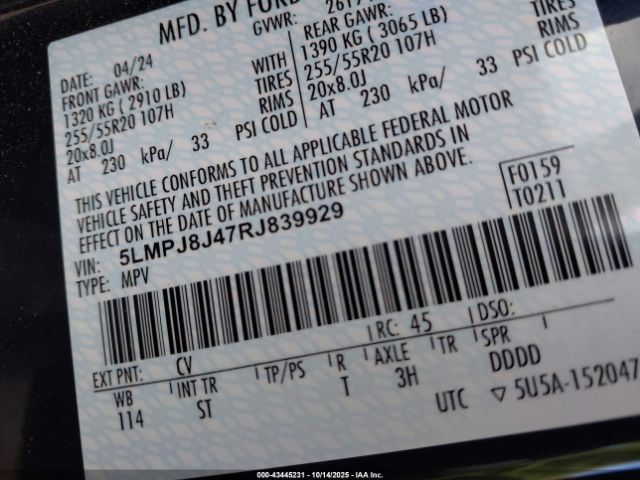 MFD. BY FORD
GVWR:
DATE: 04/24
FRONT GAWR: WITH
1320 KG ( 2910 LB) TIRES
255/55R20 107H RIMS
20x8.0J PSI COLD
AT 230 kPa/ 33
REAR GAWR:
1390 KG ( 3065 LB) TIRES
255/55R20 107H RIMS
20x8.0J PSI COLD
AT 230 kPa/ 33
THIS VEHICLE CONFORMS TO ALL APPLICABLE FEDERAL MOTOR
VEHICLE SAFETY AND THEFT PREVENTION STANDARDS IN
EFFECT ON THE DATE OF MANUFACTURE SHOWN ABOVE.
F0159
T0211
VIN: 5LMPJ8J47RJ839929
TYPE: MPV
EXT PNT: CV RC: 45 DSO:
WB INT TR TP/PS R AXLE TR SPR
114 ST T 3H DDDD
UTC ▽ 5U5A-152047
000-43445231 - 10/14/2025 - IAA Inc.